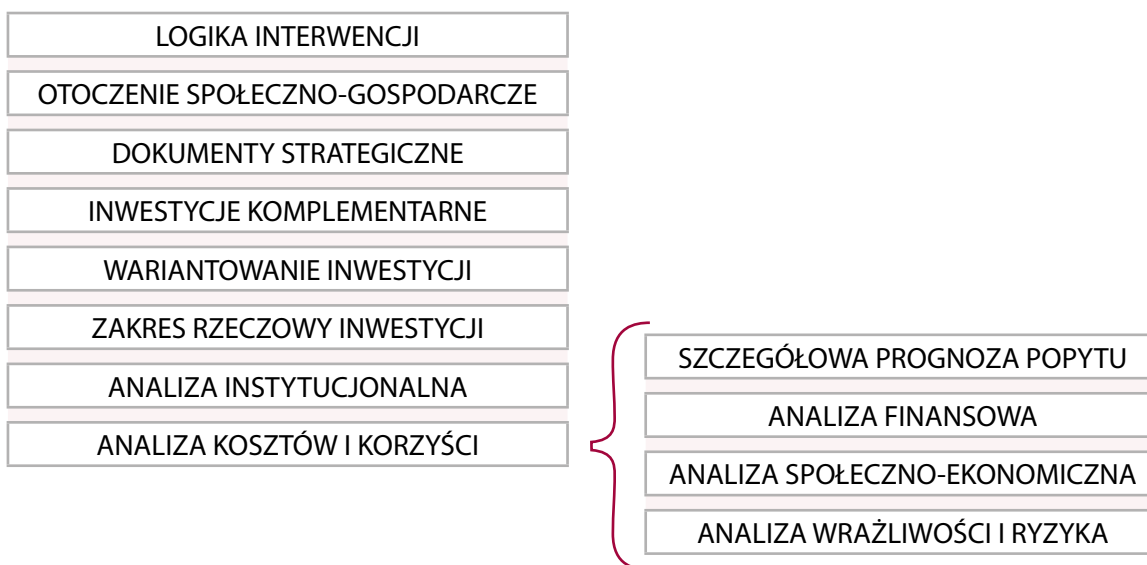 LOGIKA INTERWENCJI
OTOCZENIE SPOŁECZNO-GOSPODARCZE
DOKUMENTY STRATEGICZNE
INWESTYCJE KOMPLEMENTARNE
WARIANTOWANIE INWESTYCJI
ZAKRES RZECZOWY INWESTYCJI
ANALIZA INSTYTUCJONALNA
ANALIZA KOSZTÓW I KORZYŚCI
SZCZEGÓŁOWA PROGNOZA POPYTU
ANALIZA FINANSOWA
ANALIZA SPOŁECZNO-EKONOMICZNA
ANALIZA WRAŻLIWOŚCI I RYZYKA